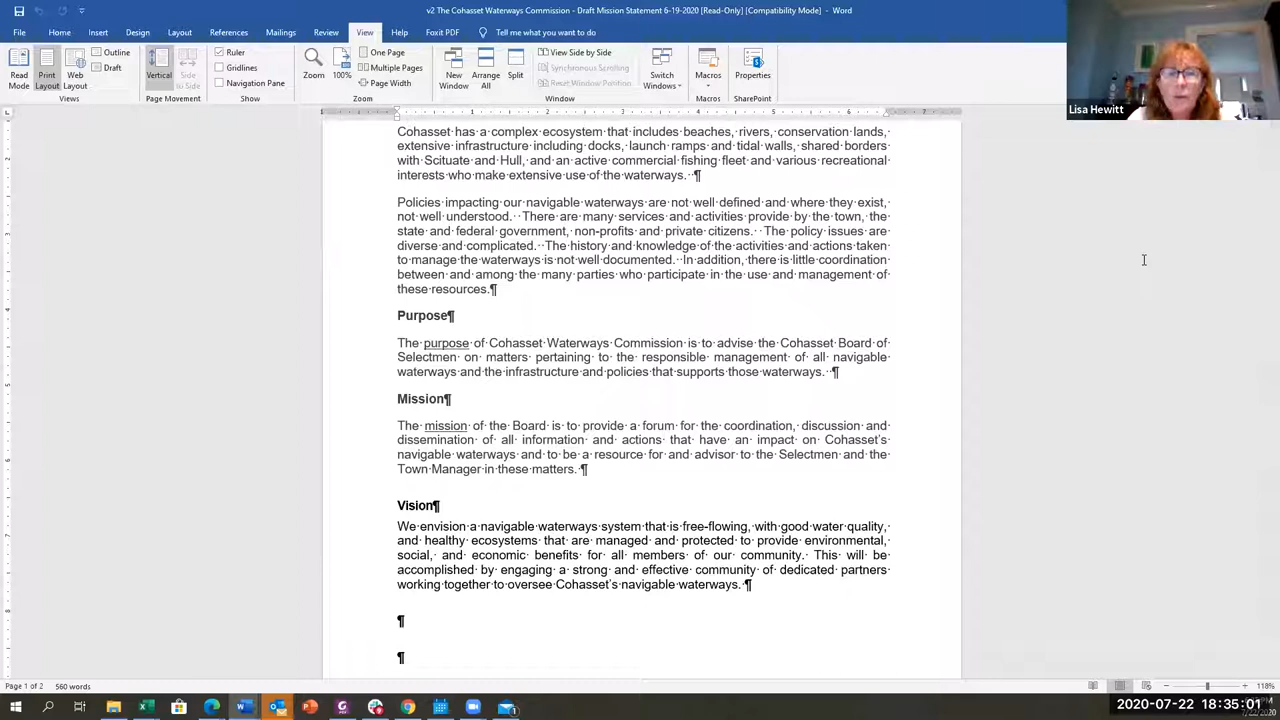 v2 The Cohasset Waterways Commission - Draft Mission Statement 6-19-2020 [Read-Only] [Compatibility Mode] - Word
File Home Insert Design Layout References Mailings Review View Help Foxit PDF Tell me what you want to do
Read Mode
Print Layout
Web Layout
Outline
Draft
Views
Vertical
Side to Side
Page Movement
Ruler
Gridlines
Navigation Pane
Show
Zoom
100%
One Page
Multiple Pages
Page Width
Zoom
New Window
Arrange All
Split
View Side by Side
Synchronous Scrolling
Reset Window Position
Window
Switch Windows
Macros
Macros
Properties
SharePoint
Lisa Hewitt
Cohasset has a complex ecosystem that includes beaches, rivers, conservation lands,
extensive infrastructure including docks, launch ramps and tidal walls, shared borders
with Scituate and Hull, and an active commercial fishing fleet and various recreational
interests who make extensive use of the waterways. ¶
Policies impacting our navigable waterways are not well defined and where they exist,
not well understood. There are many services and activities provide by the town, the
state and federal government, non-profits and private citizens. The policy issues are
diverse and complicated. The history and knowledge of the activities and actions taken
to manage the waterways is not well documented. In addition, there is little coordination
between and among the many parties who participate in the use and management of
these resources.¶
Purpose¶
The purpose of Cohasset Waterways Commission is to advise the Cohasset Board of
Selectmen on matters pertaining to the responsible management of all navigable
waterways and the infrastructure and policies that supports those waterways. ¶
Mission¶
The mission of the Board is to provide a forum for the coordination, discussion and
dissemination of all information and actions that have an impact on Cohasset's
navigable waterways and to be a resource for and advisor to the Selectmen and the
Town Manager in these matters. ¶
Vision¶
We envision a navigable waterways system that is free-flowing, with good water quality,
and healthy ecosystems that are managed and protected to provide environmental,
social, and economic benefits for all members of our community. This will be
accomplished by engaging a strong and effective community of dedicated partners
working together to oversee Cohasset's navigable waterways. ¶
¶
¶
Page 1 of 2 560 words 118%
2020-07-22 18:35:01